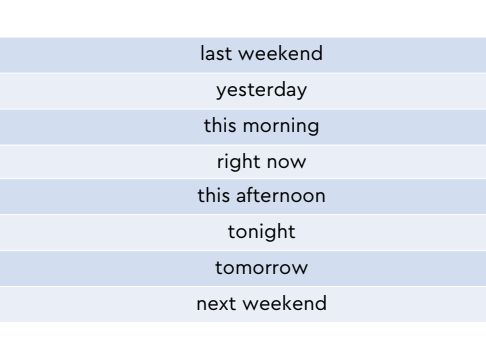 last weekend
yesterday
this morning
right now
this afternoon
tonight
tomorrow
next weekend